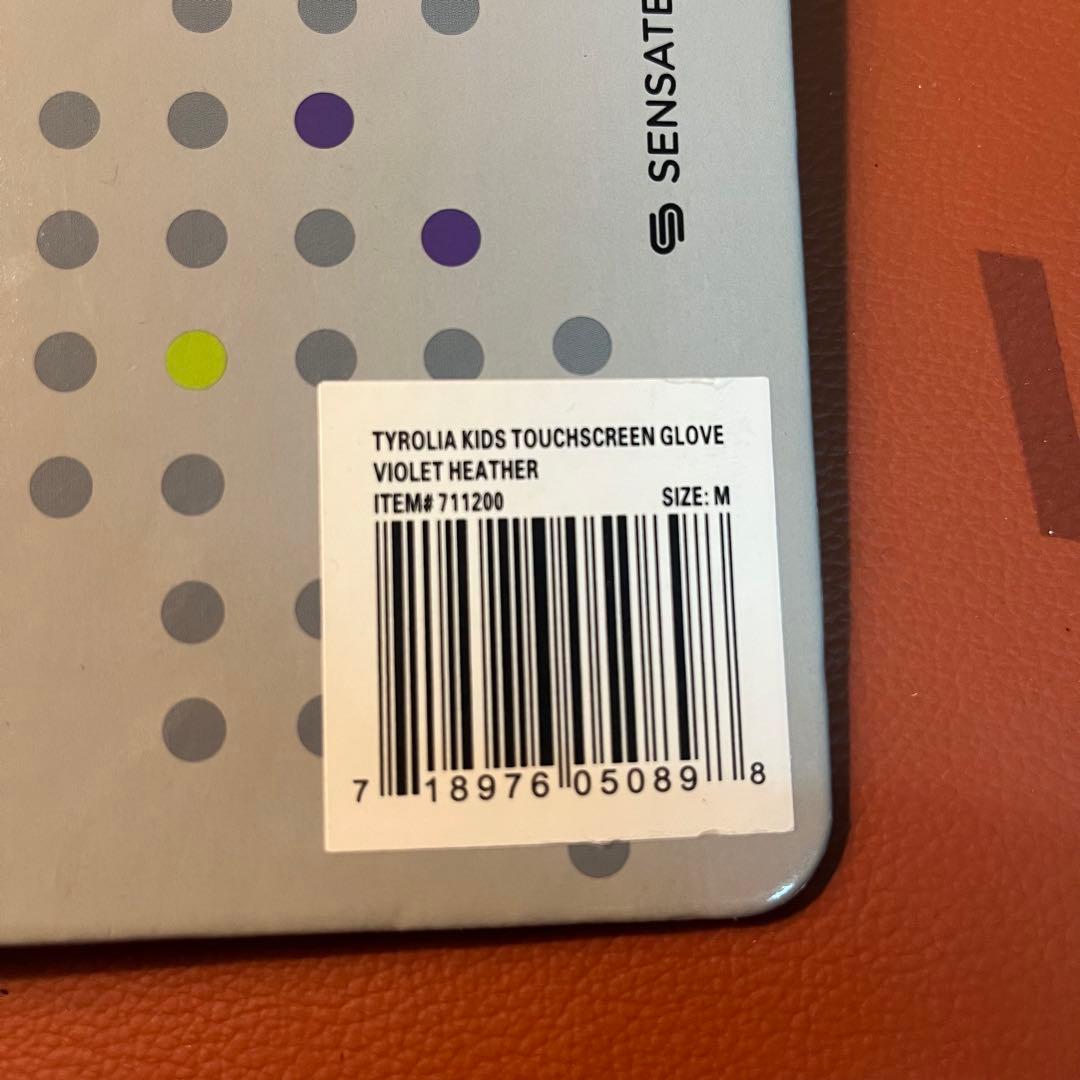 SENSATE
TYROLIA KIDS TOUCHSCREEN GLOVE
VIOLET HEATHER
ITEM# 711200 SIZE: M
7 18976 05089 8